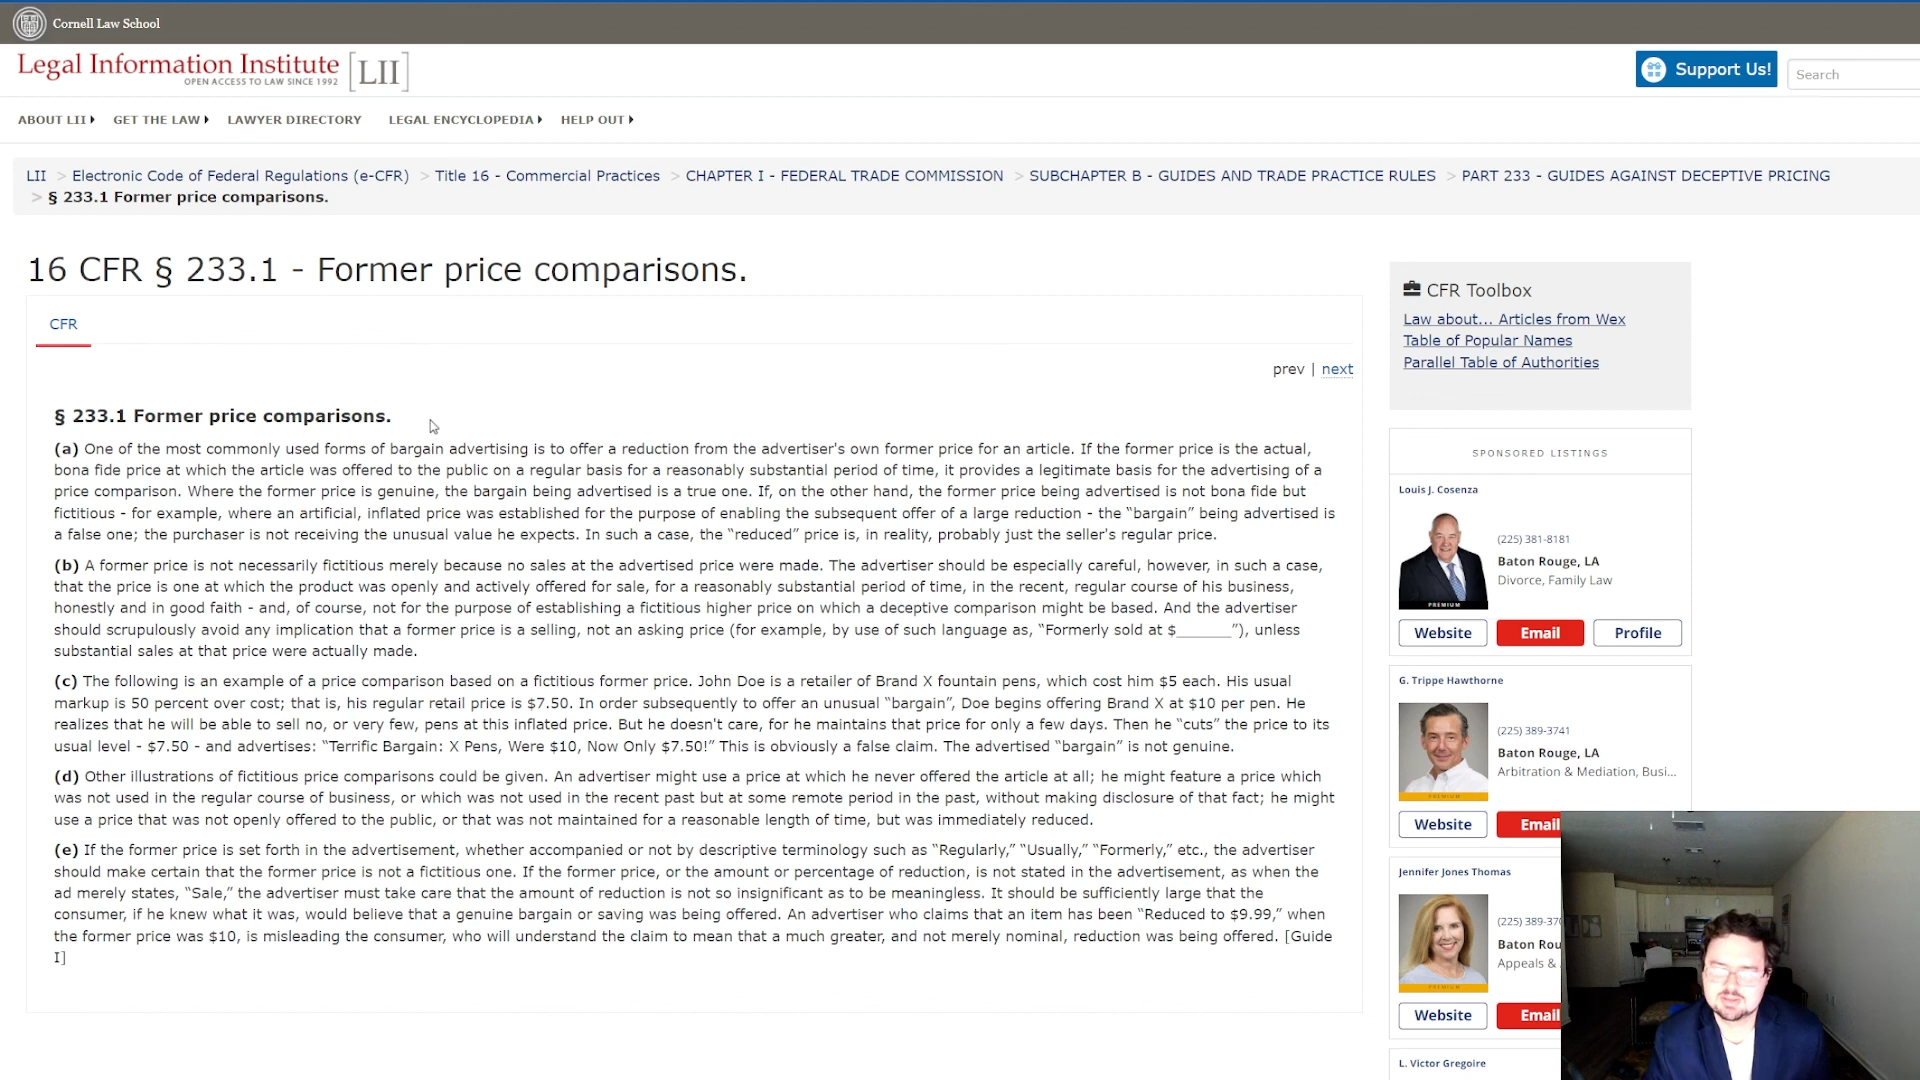 Cornell Law School
Legal Information Institute [LII]
OPEN ACCESS TO LAW SINCE 1992
Support Us!
Search
ABOUT LII GET THE LAW LAWYER DIRECTORY LEGAL ENCYCLOPEDIA HELP OUT
LII > Electronic Code of Federal Regulations (e-CFR) > Title 16 - Commercial Practices > CHAPTER I - FEDERAL TRADE COMMISSION > SUBCHAPTER B - GUIDES AND TRADE PRACTICE RULES > PART 233 - GUIDES AGAINST DECEPTIVE PRICING
> § 233.1 Former price comparisons.
16 CFR § 233.1 - Former price comparisons.
CFR
prev | next
§ 233.1 Former price comparisons.
(a) One of the most commonly used forms of bargain advertising is to offer a reduction from the advertiser's own former price for an article. If the former price is the actual,
bona fide price at which the article was offered to the public on a regular basis for a reasonably substantial period of time, it provides a legitimate basis for the advertising of a
price comparison. Where the former price is genuine, the bargain being advertised is a true one. If, on the other hand, the former price being advertised is not bona fide but
fictitious - for example, where an artificial, inflated price was established for the purpose of enabling the subsequent offer of a large reduction - the “bargain” being advertised is
a false one; the purchaser is not receiving the unusual value he expects. In such a case, the “reduced” price is, in reality, probably just the seller's regular price.
(b) A former price is not necessarily fictitious merely because no sales at the advertised price were made. The advertiser should be especially careful, however, in such a case,
that the price is one at which the product was openly and actively offered for sale, for a reasonably substantial period of time, in the recent, regular course of his business,
honestly and in good faith - and, of course, not for the purpose of establishing a fictitious higher price on which a deceptive comparison might be based. And the advertiser
should scrupulously avoid any implication that a former price is a selling, not an asking price (for example, by use of such language as, “Formerly sold at $______”), unless
substantial sales at that price were actually made.
(c) The following is an example of a price comparison based on a fictitious former price. John Doe is a retailer of Brand X fountain pens, which cost him $5 each. His usual
markup is 50 percent over cost; that is, his regular retail price is $7.50. In order subsequently to offer an unusual “bargain”, Doe begins offering Brand X at $10 per pen. He
realizes that he will be able to sell no, or very few, pens at this inflated price. But he doesn't care, for he maintains that price for only a few days. Then he “cuts” the price to its
usual level - $7.50 - and advertises: “Terrific Bargain: X Pens, Were $10, Now Only $7.50!” This is obviously a false claim. The advertised “bargain” is not genuine.
(d) Other illustrations of fictitious price comparisons could be given. An advertiser might use a price at which he never offered the article at all; he might feature a price which
was not used in the regular course of business, or which was not used in the recent past but at some remote period in the past, without making disclosure of that fact; he might
use a price that was not openly offered to the public, or that was not maintained for a reasonable length of time, but was immediately reduced.
(e) If the former price is set forth in the advertisement, whether accompanied or not by descriptive terminology such as “Regularly,” “Usually,” “Formerly,” etc., the advertiser
should make certain that the former price is not a fictitious one. If the former price, or the amount or percentage of reduction, is not stated in the advertisement, as when the
ad merely states, “Sale,” the advertiser must take care that the amount of reduction is not so insignificant as to be meaningless. It should be sufficiently large that the
consumer, if he knew what it was, would believe that a genuine bargain or saving was being offered. An advertiser who claims that an item has been “Reduced to $9.99,” when
the former price was $10, is misleading the consumer, who will understand the claim to mean that a much greater, and not merely nominal, reduction was being offered. [Guide
I]
CFR Toolbox
Law about... Articles from Wex
Table of Popular Names
Parallel Table of Authorities
SPONSORED LISTINGS
Louis J. Cosenza
(225) 381-8181
Baton Rouge, LA
Divorce, Family Law
PREMIUM
Website Email Profile
G. Trippe Hawthorne
(225) 389-3741
Baton Rouge, LA
Arbitration & Mediation, Busi...
PREMIUM
Website Email
Jennifer Jones Thomas
(225) 389-370
Baton Rou
Appeals &
PREMIUM
Website Email
L. Victor Gregoire